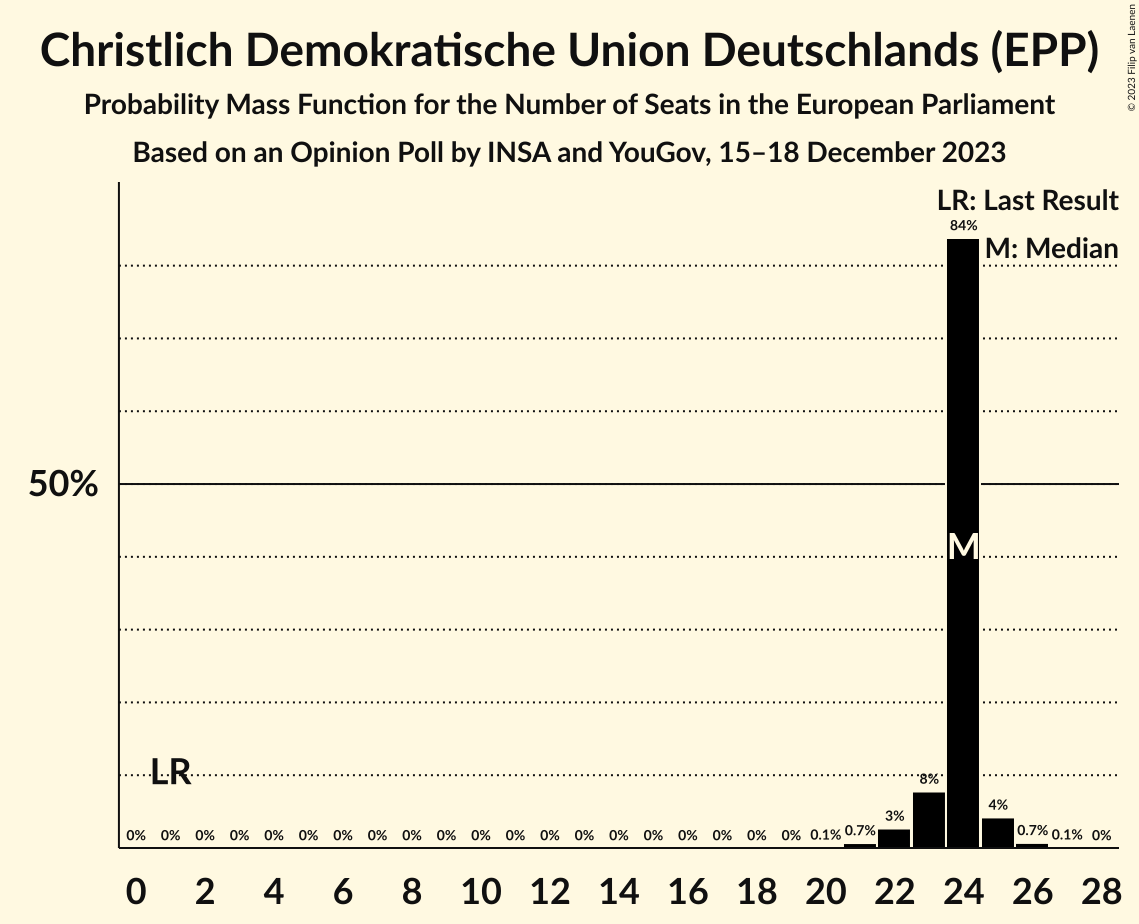 Christlich Demokratische Union Deutschlands (EPP)
Probability Mass Function for the Number of Seats in the European Parliament
Based on an Opinion Poll by INSA and YouGov, 15–18 December 2023
© 2023 Filip van Laenen
LR: Last Result
84%
M: Median
50%
M
LR
8%
4%
3%
0% 0% 0% 0% 0% 0% 0% 0% 0% 0% 0% 0% 0% 0% 0% 0% 0% 0% 0% 0% 0.1% 0.7% 0.7% 0.1% 0%
0 2 4 6 8 10 12 14 16 18 20 22 24 26 28